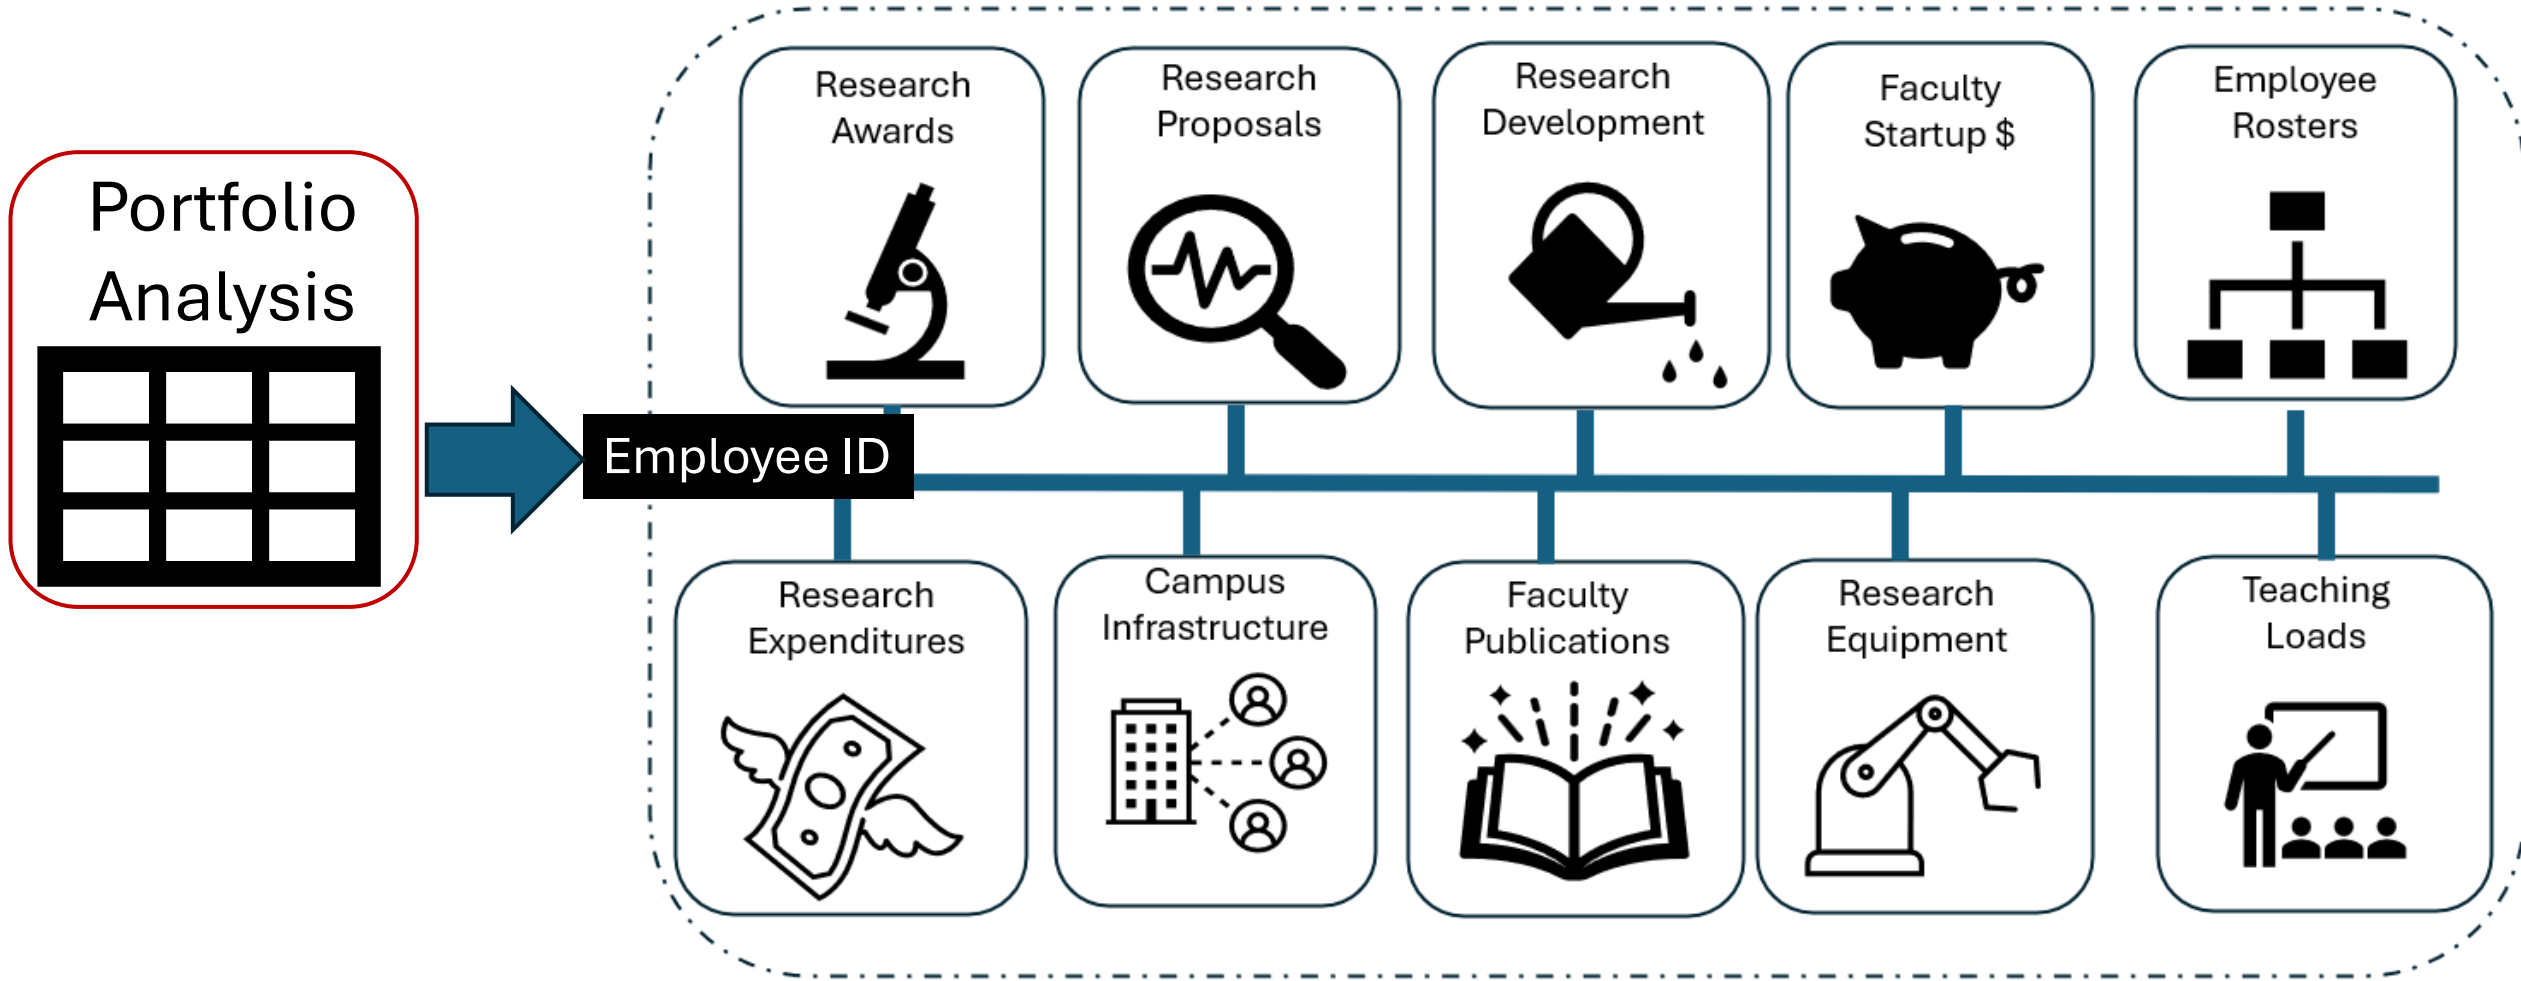 Portfolio
Analysis
Employee ID
Research
Awards
Research
Proposals
Research
Development
Faculty
Startup $
Employee
Rosters
Research
Expenditures
Campus
Infrastructure
Faculty
Publications
Research
Equipment
Teaching
Loads